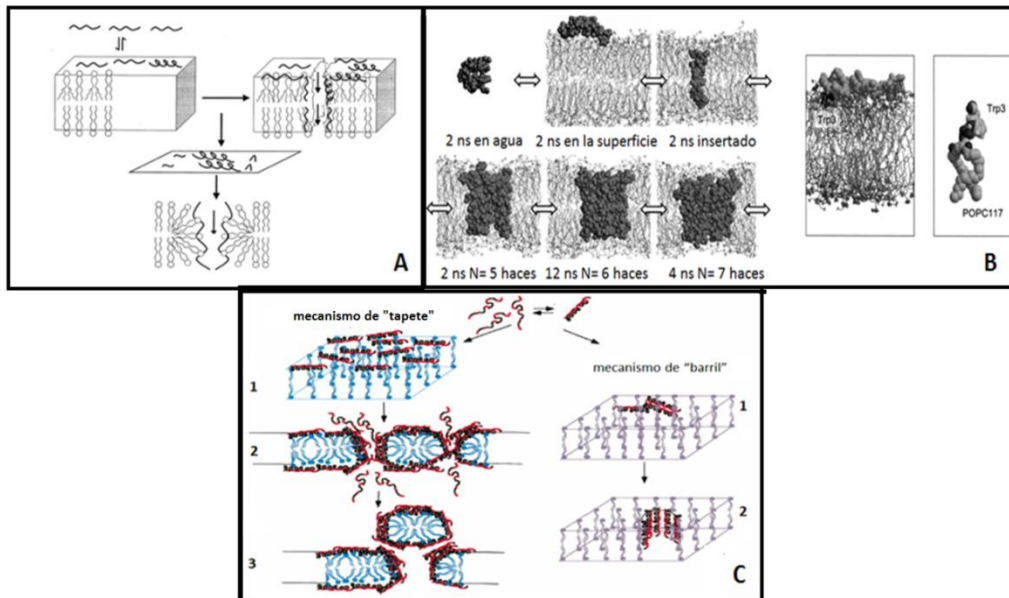 A
2 ns en agua
2 ns en la superficie
2 ns insertado
2 ns N= 5 haces
12 ns N= 6 haces
4 ns N= 7 haces
Trp3
Trp3
POPC117
B
mecanismo de "tapete"
1
2
3
mecanismo de "barril"
1
2
C